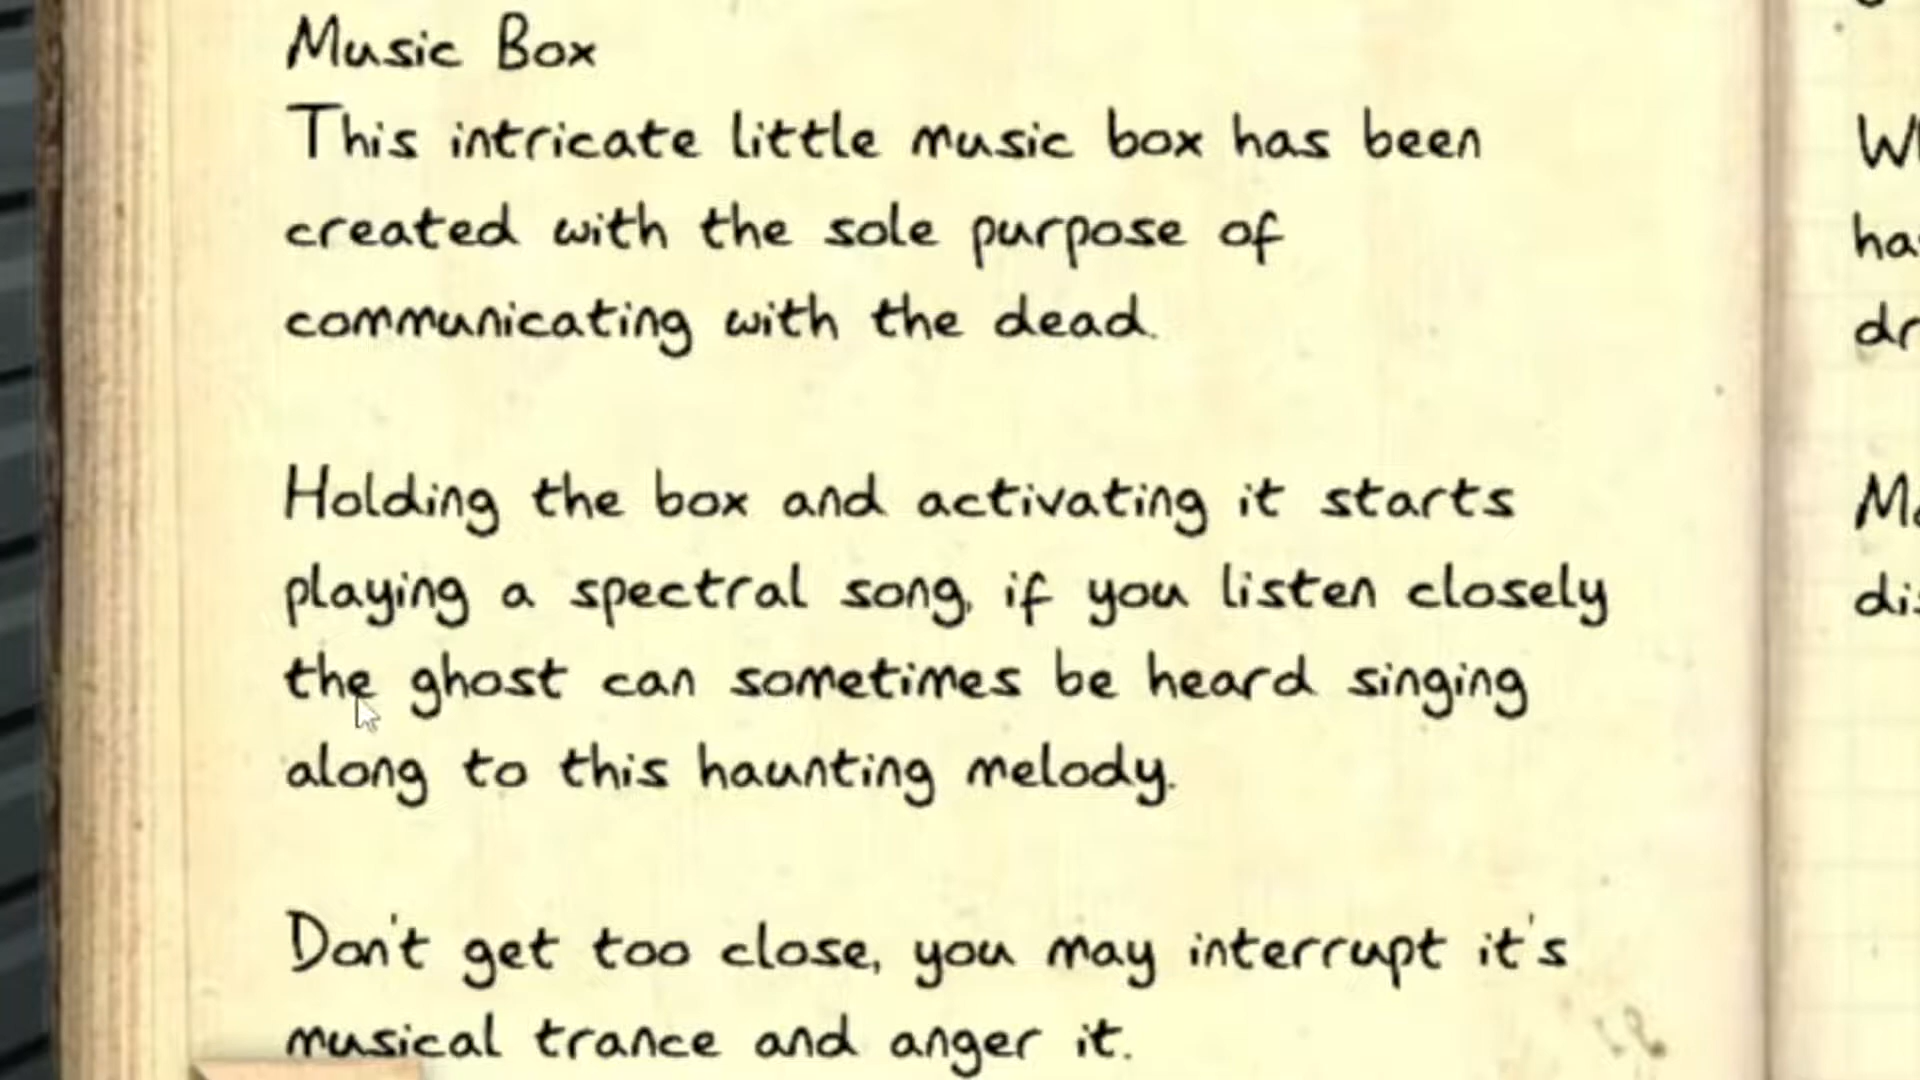 Music Box
This intricate little music box has been
created with the sole purpose of
communicating with the dead.
Holding the box and activating it starts
playing a spectral song, if you listen closely
the ghost can sometimes be heard singing
along to this haunting melody.
Don't get too close, you may interrupt it's
musical trance and anger it.